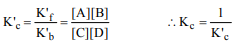 K'c = K'f / K'b = [A][B] / [C][D] ∴ Kc = 1 / K'c